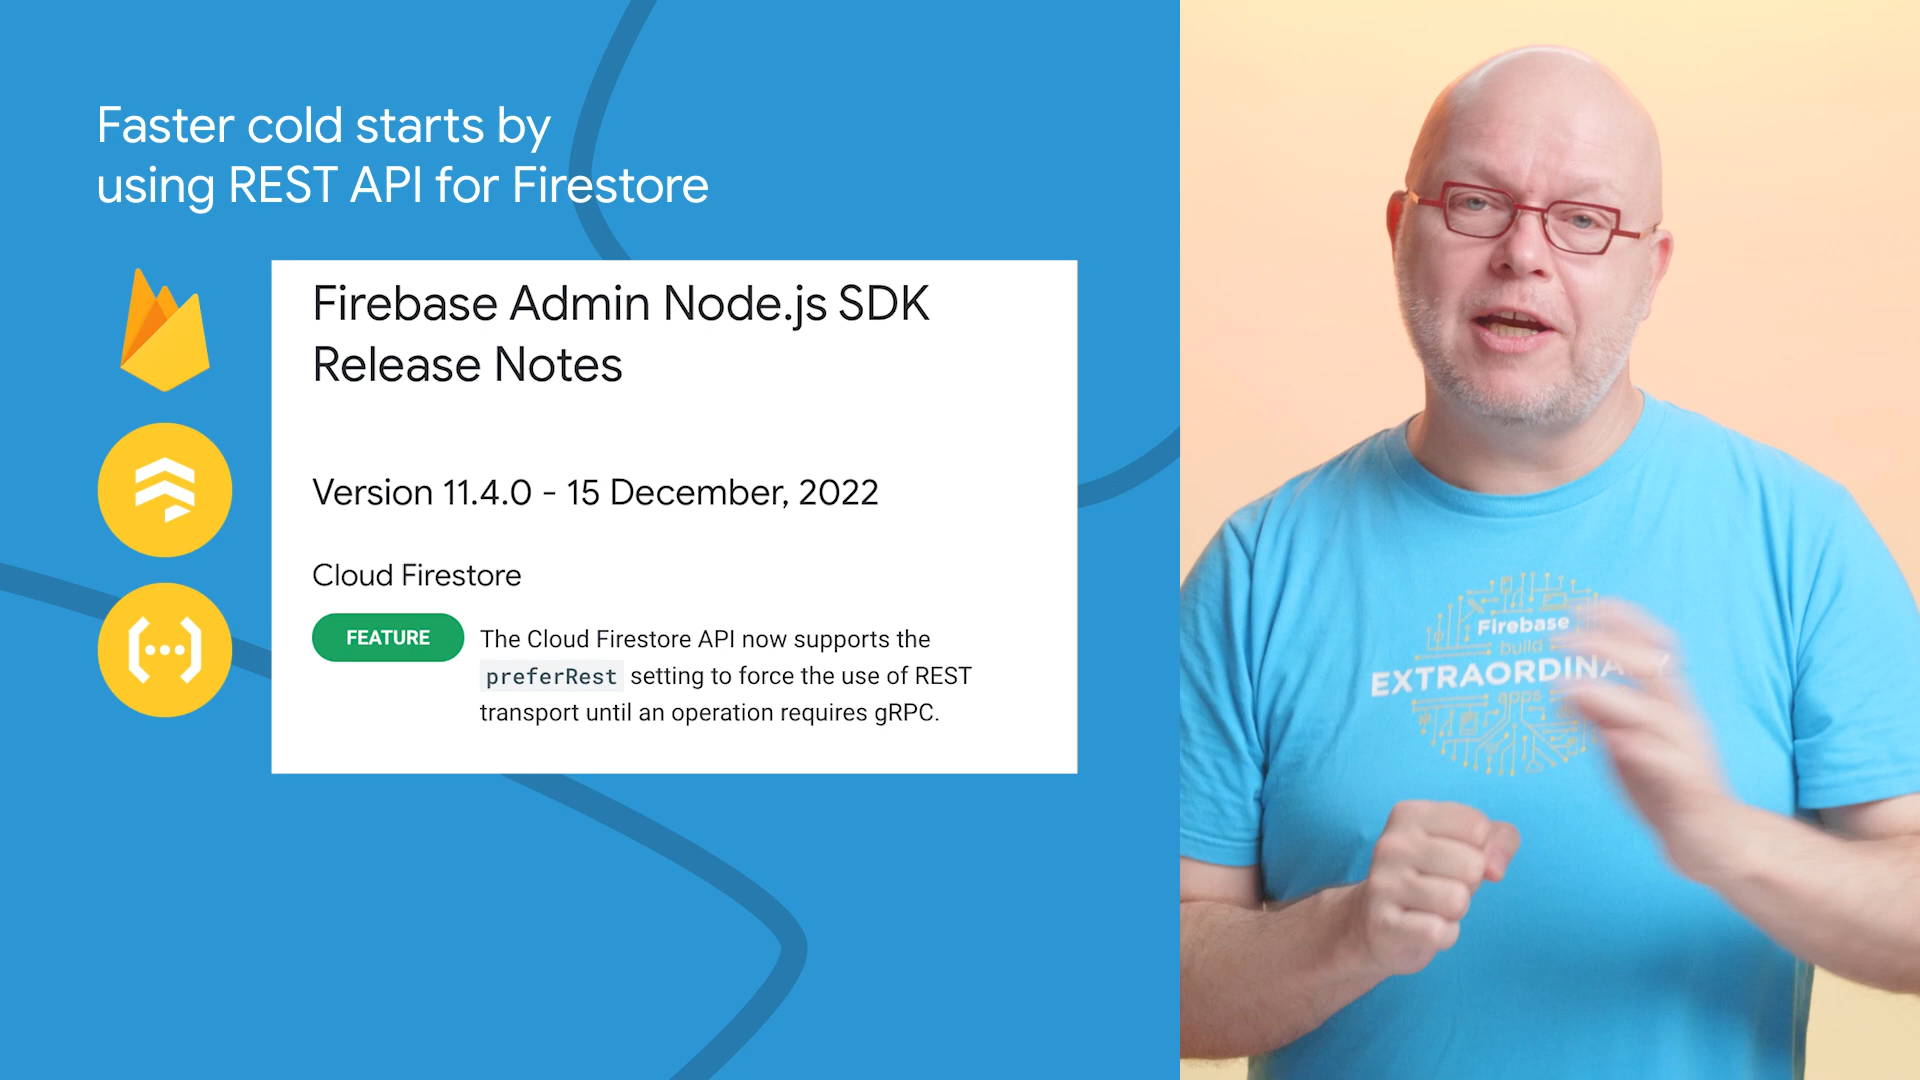 Faster cold starts by
using REST API for Firestore
Firebase Admin Node.js SDK
Release Notes
Version 11.4.0 - 15 December, 2022
Cloud Firestore
FEATURE
The Cloud Firestore API now supports the
preferRest setting to force the use of REST
transport until an operation requires gRPC.
Firebase
build
EXTRAORDINARY
apps